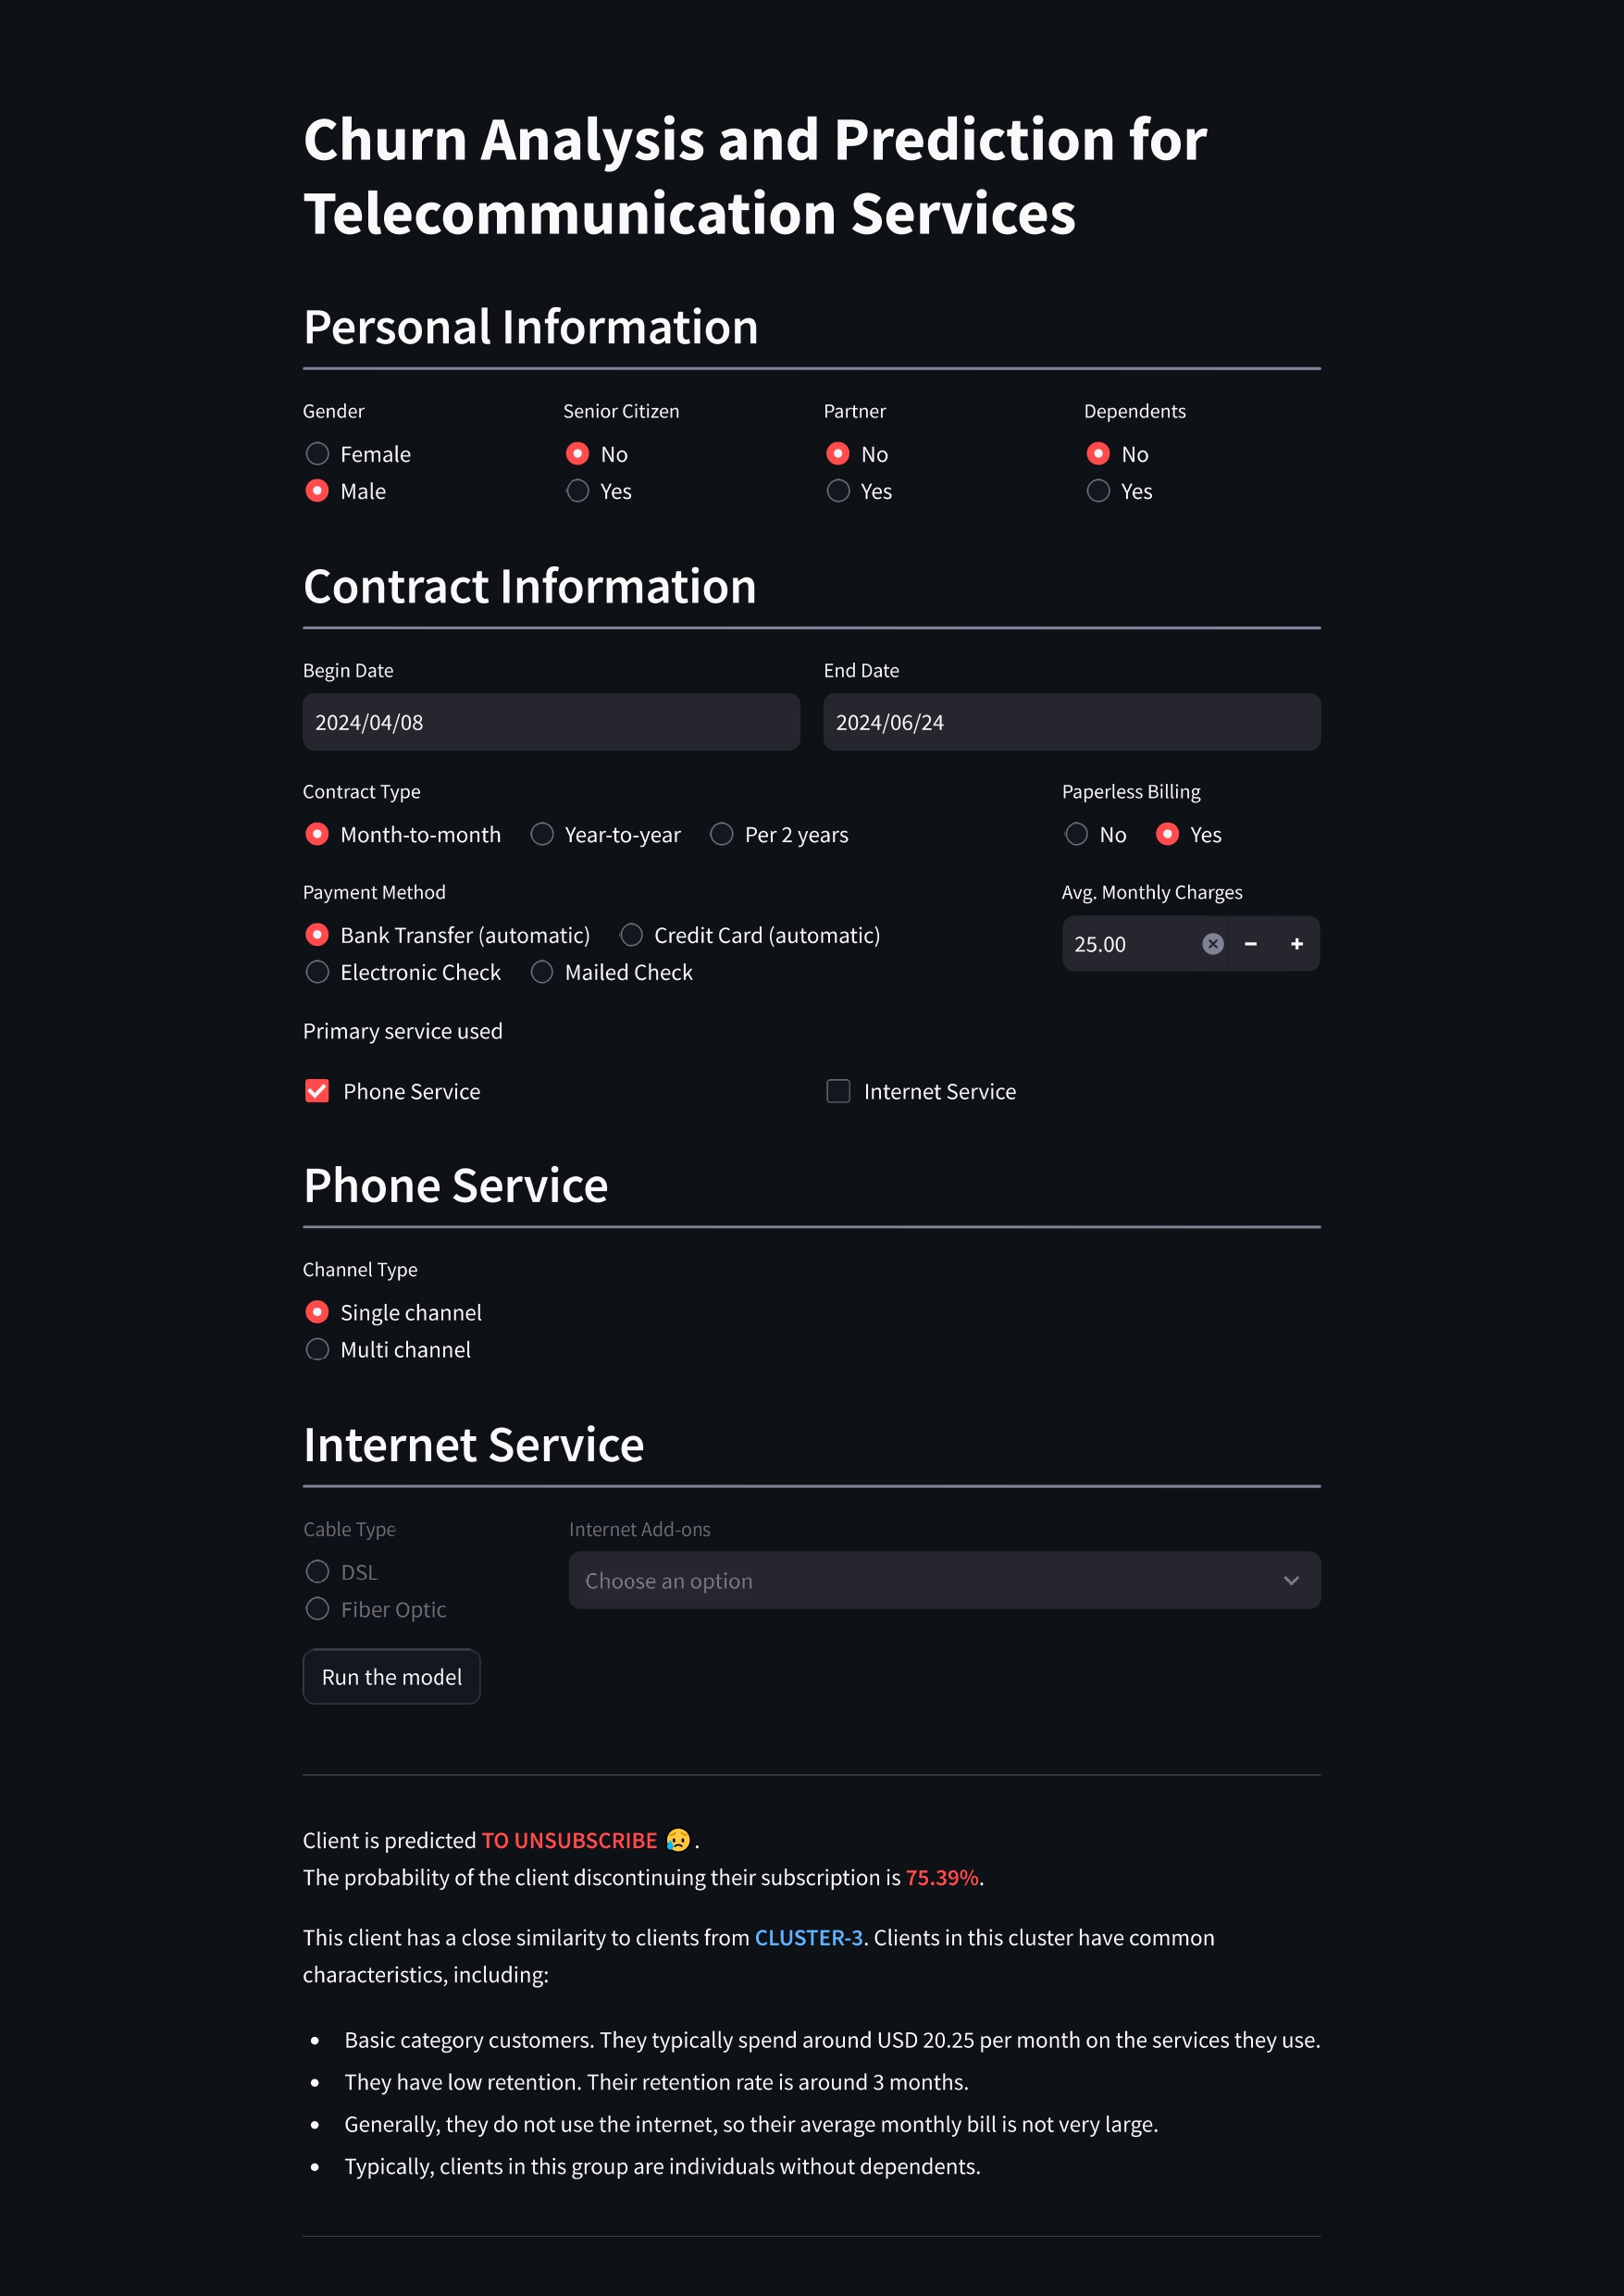 Churn Analysis and Prediction for
Telecommunication Services
Personal Information
Gender
Female
Male
Senior Citizen
No
Yes
Partner
No
Yes
Dependents
No
Yes
Contract Information
Begin Date
2024/04/08
End Date
2024/06/24
Contract Type
Month-to-month Year-to-year Per 2 years
Paperless Billing
No Yes
Payment Method
Bank Transfer (automatic) Credit Card (automatic)
Electronic Check Mailed Check
Avg. Monthly Charges
25.00
Primary service used
Phone Service
Internet Service
Phone Service
Channel Type
Single channel
Multi channel
Internet Service
Cable Type
DSL
Fiber Optic
Internet Add-ons
Choose an option
Run the model
Client is predicted TO UNSUBSCRIBE 😥.
The probability of the client discontinuing their subscription is 75.39%.
This client has a close similarity to clients from CLUSTER-3. Clients in this cluster have common
characteristics, including:
• Basic category customers. They typically spend around USD 20.25 per month on the services they use.
• They have low retention. Their retention rate is around 3 months.
• Generally, they do not use the internet, so their average monthly bill is not very large.
• Typically, clients in this group are individuals without dependents.